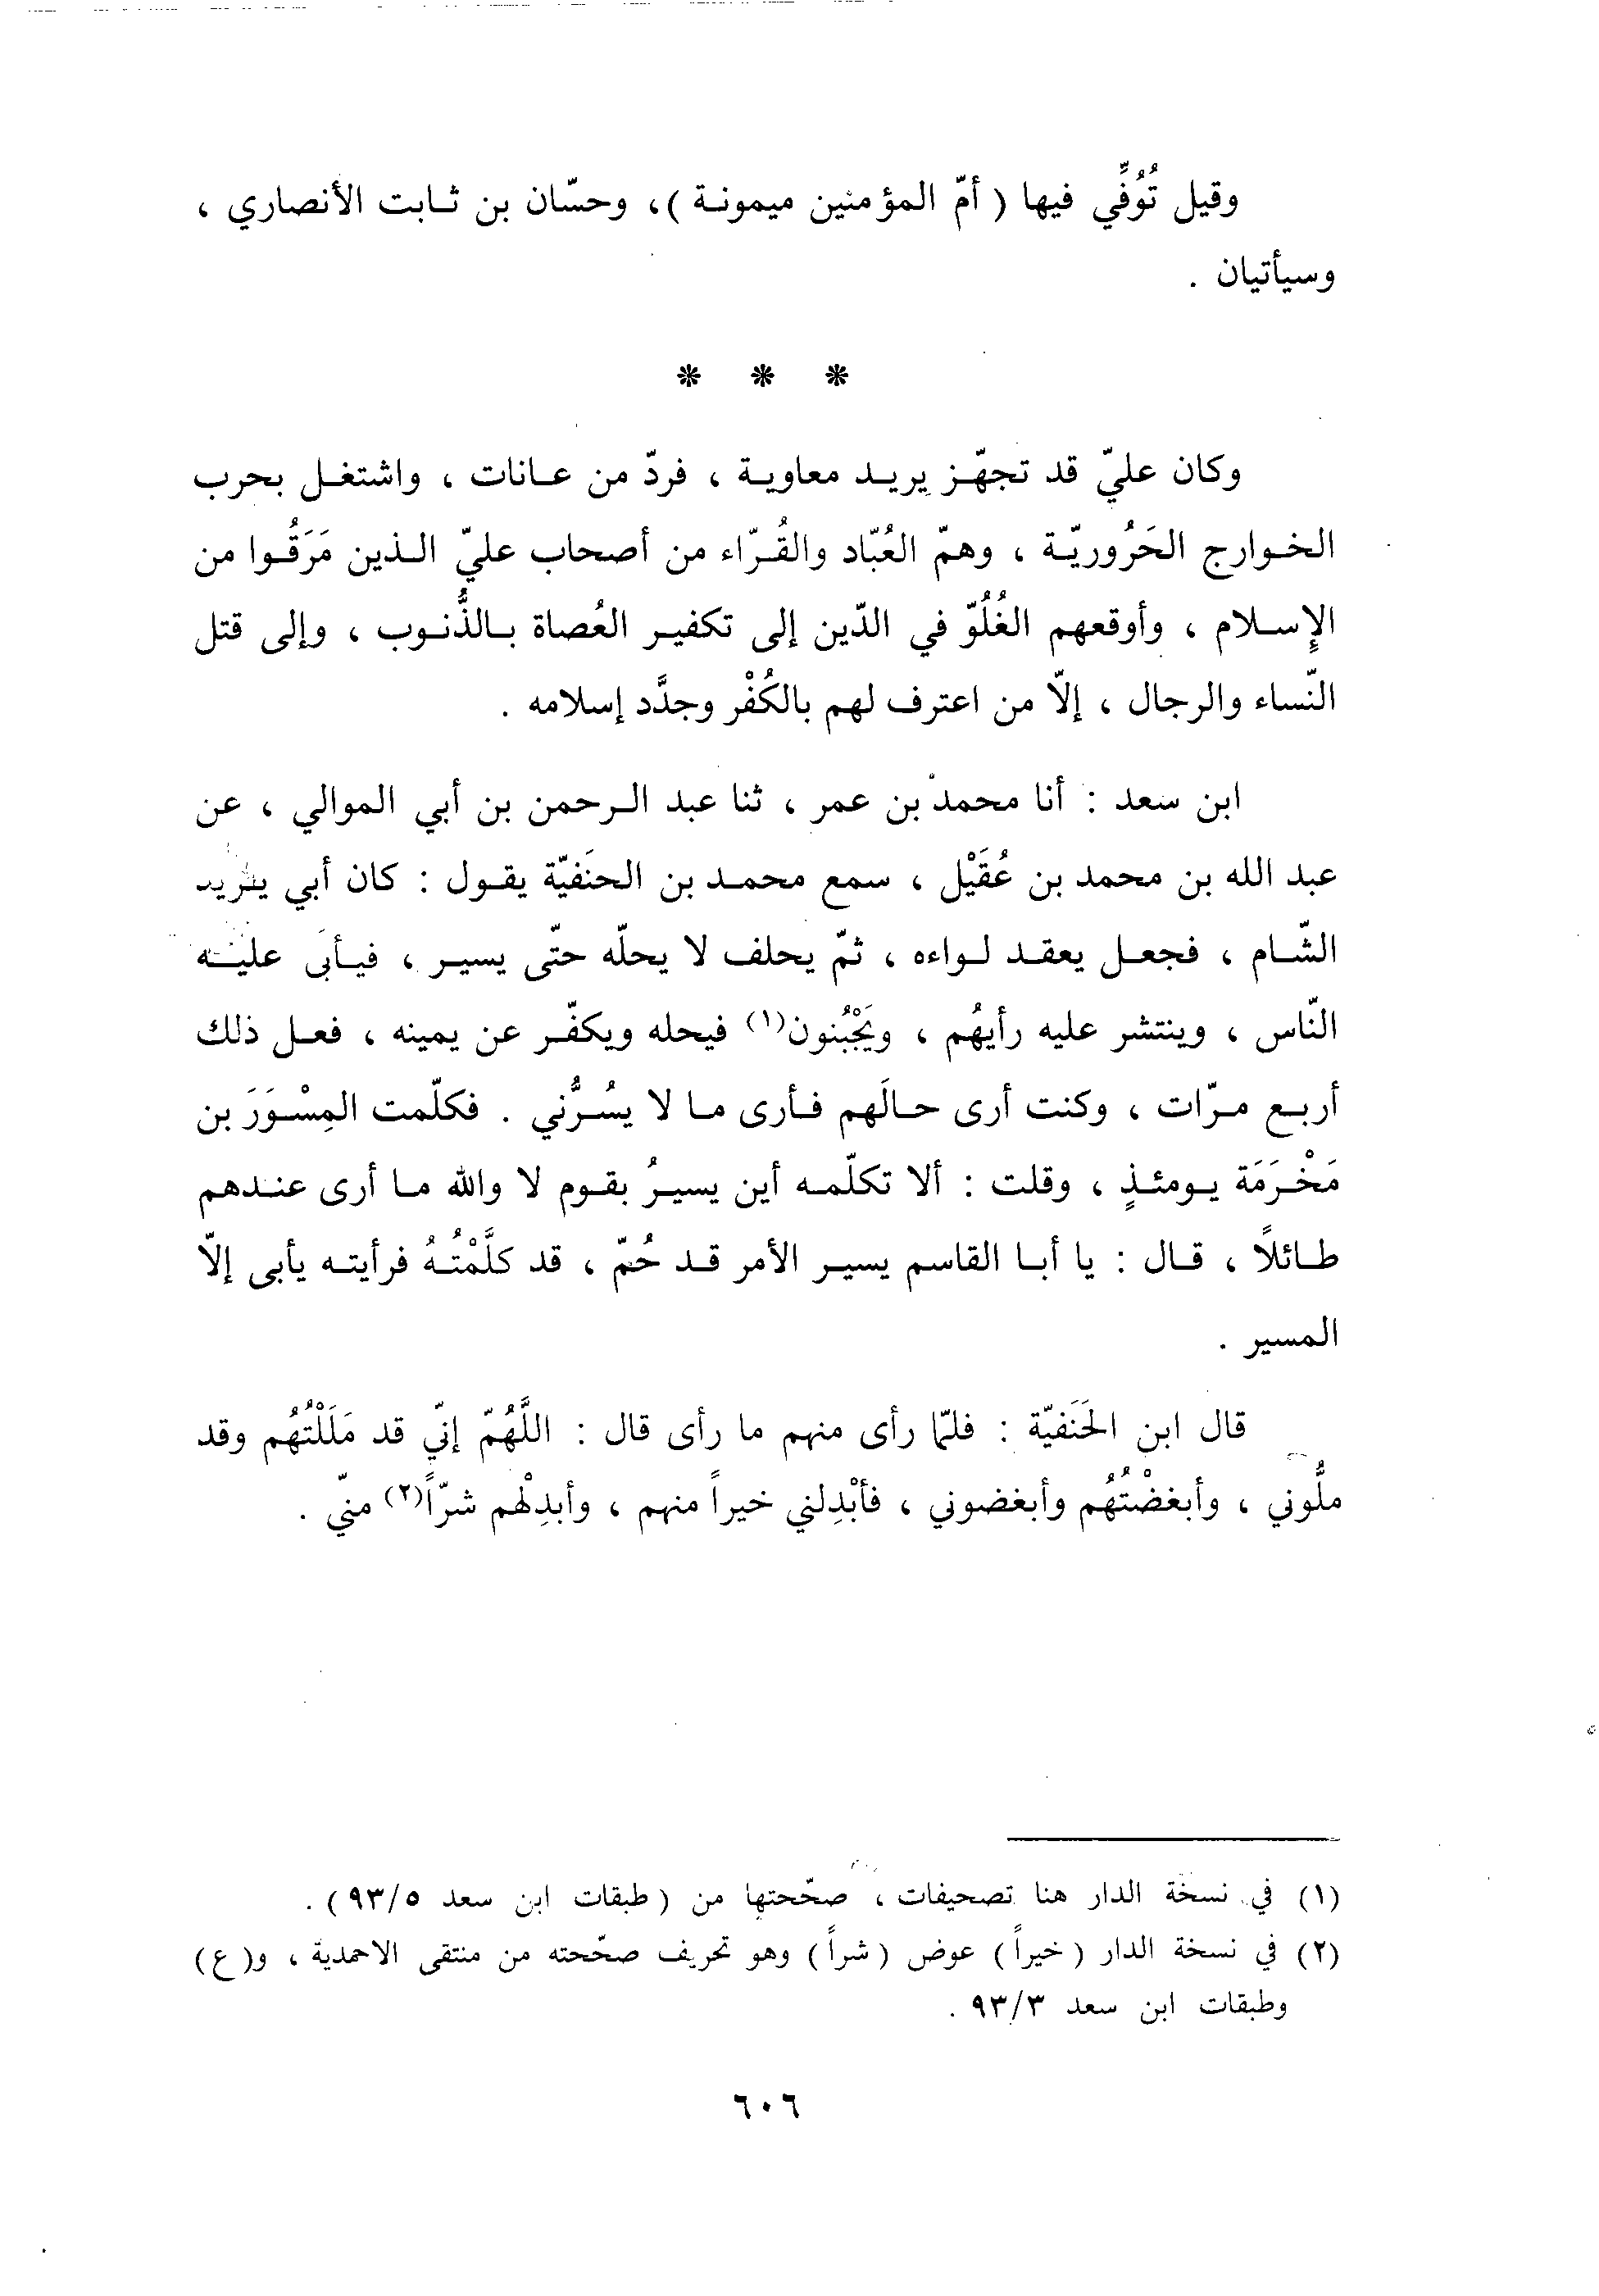 وقيل تُوُفِّي فيها ( أمّ المؤمنين ميمونة )، وحسّان بن ثابت الأنصاري ،
وسيأتيان .
* * *
وكان عليّ قد تجهّز يريد معاوية ، فردّ من عانات ، واشتغل بحرب
الخوارج الحَرُوريّة ، وهمّ العُبّاد والقُرّاء من أصحاب عليّ الذين مَرَقُوا من
الإِسلام ، وأوقعهم الغُلُوّ في الدّين إلى تكفير العُصاة بالذُّنوب ، وإلى قتل
النّساء والرجال ، إلّا من اعترف لهم بالكُفْر وجدَّد إسلامه .
ابن سعد : أنا محمد بن عمر ، ثنا عبد الرحمن بن أبي الموالي ، عن
عبد الله بن محمد بن عُقَيْل ، سمع محمد بن الحنَفيّة يقول : كان أبي يريد
الشّام ، فجعل يعقد لواءه ، ثمّ يحلف لا يحلّه حتّى يسير ، فيأبَى عليه
النّاس ، وينتشر عليه رأيهُم ، ويَجْبُنون(١) فيحله ويكفّر عن يمينه ، فعل ذلك
أربع مرّات ، وكنت أرى حالَهم فأرى ما لا يسُرُّني . فكلّمت المِسْوَرَ بن
مَخْرَمَة يومئذٍ ، وقلت : ألا تكلّمه أين يسيرُ بقوم لا والله ما أرى عندهم
طائلاً ، قال : يا أبا القاسم يسير الأمر قد حُمّ ، قد كلَّمْتُهُ فرأيته يأبى إلّا
المسير .
قال ابن الحَنَفيّة : فلمّا رأى منهم ما رأى قال : اللَّهُمّ إنّي قد مَلَلْتُهُم وقد
ملُّوني ، وأبغضْتُهُم وأبغضوني ، فأبْدِلني خيراً منهم ، وأبدِلْهم شرّاً(٢) منّي .
(١) في نسخة الدار هنا تصحيفات ، صحّحتها من ( طبقات ابن سعد ٩٣/٥ ) .
(٢) في نسخة الدار ( خيراً ) عوض ( شراً ) وهو تحريف صحّحته من منتقى الاحمدية ، و( ع )
وطبقات ابن سعد ٩٣/٣ .
٦٠٦